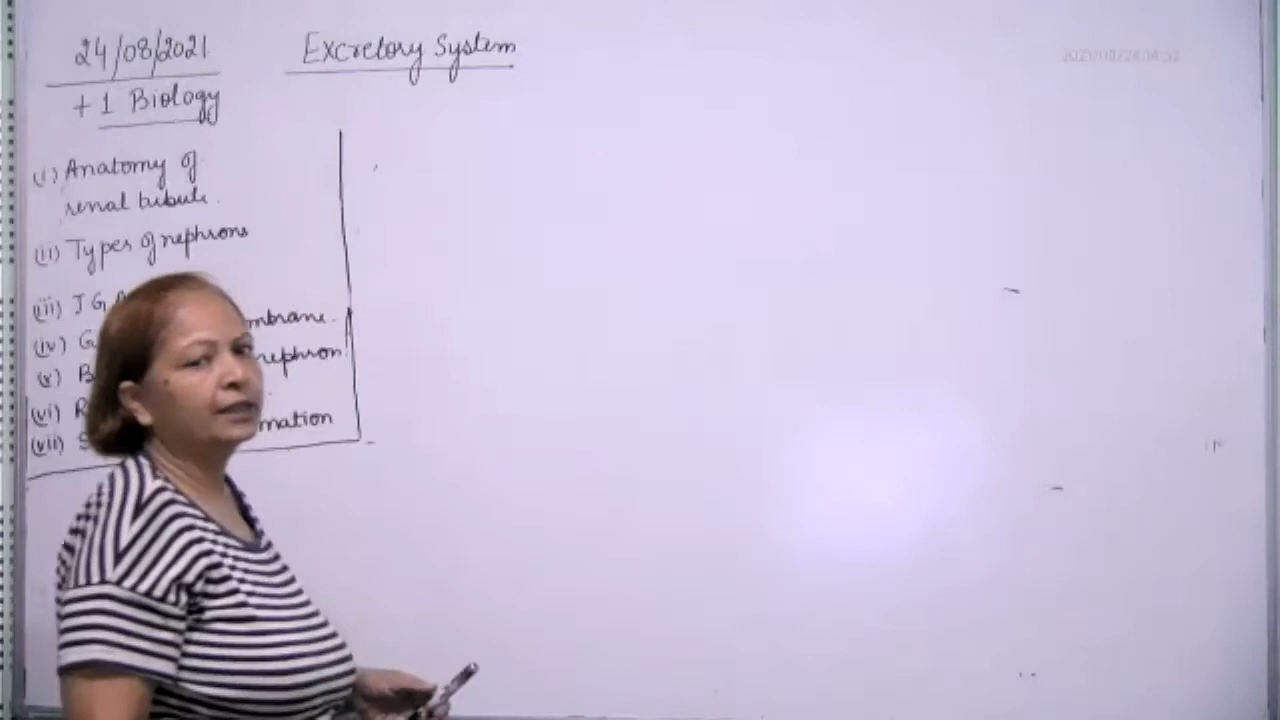 24/08/2021
Excretory System
+1 Biology
(i) Anatomy of
renal tubule.
(ii) Types of nephrons
(iii) J G
(iv) G mbrane.
(v) B nephron
(vi) R
(vii) S mation